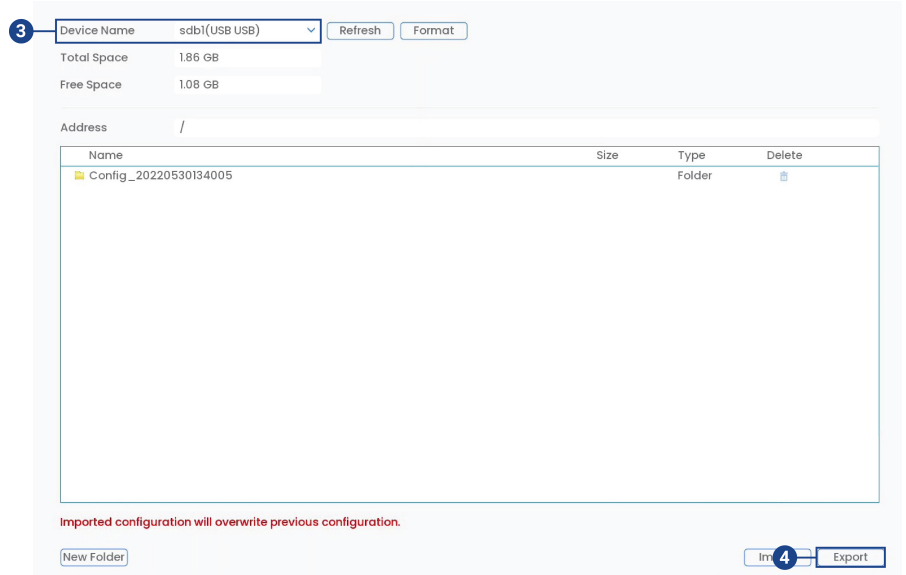 3 Device Name sdb1(USB USB) Refresh Format
Total Space 1.86 GB
Free Space 1.08 GB
Address /
Name Size Type Delete
Config_20220530134005 Folder
Imported configuration will overwrite previous configuration.
New Folder 4 Export